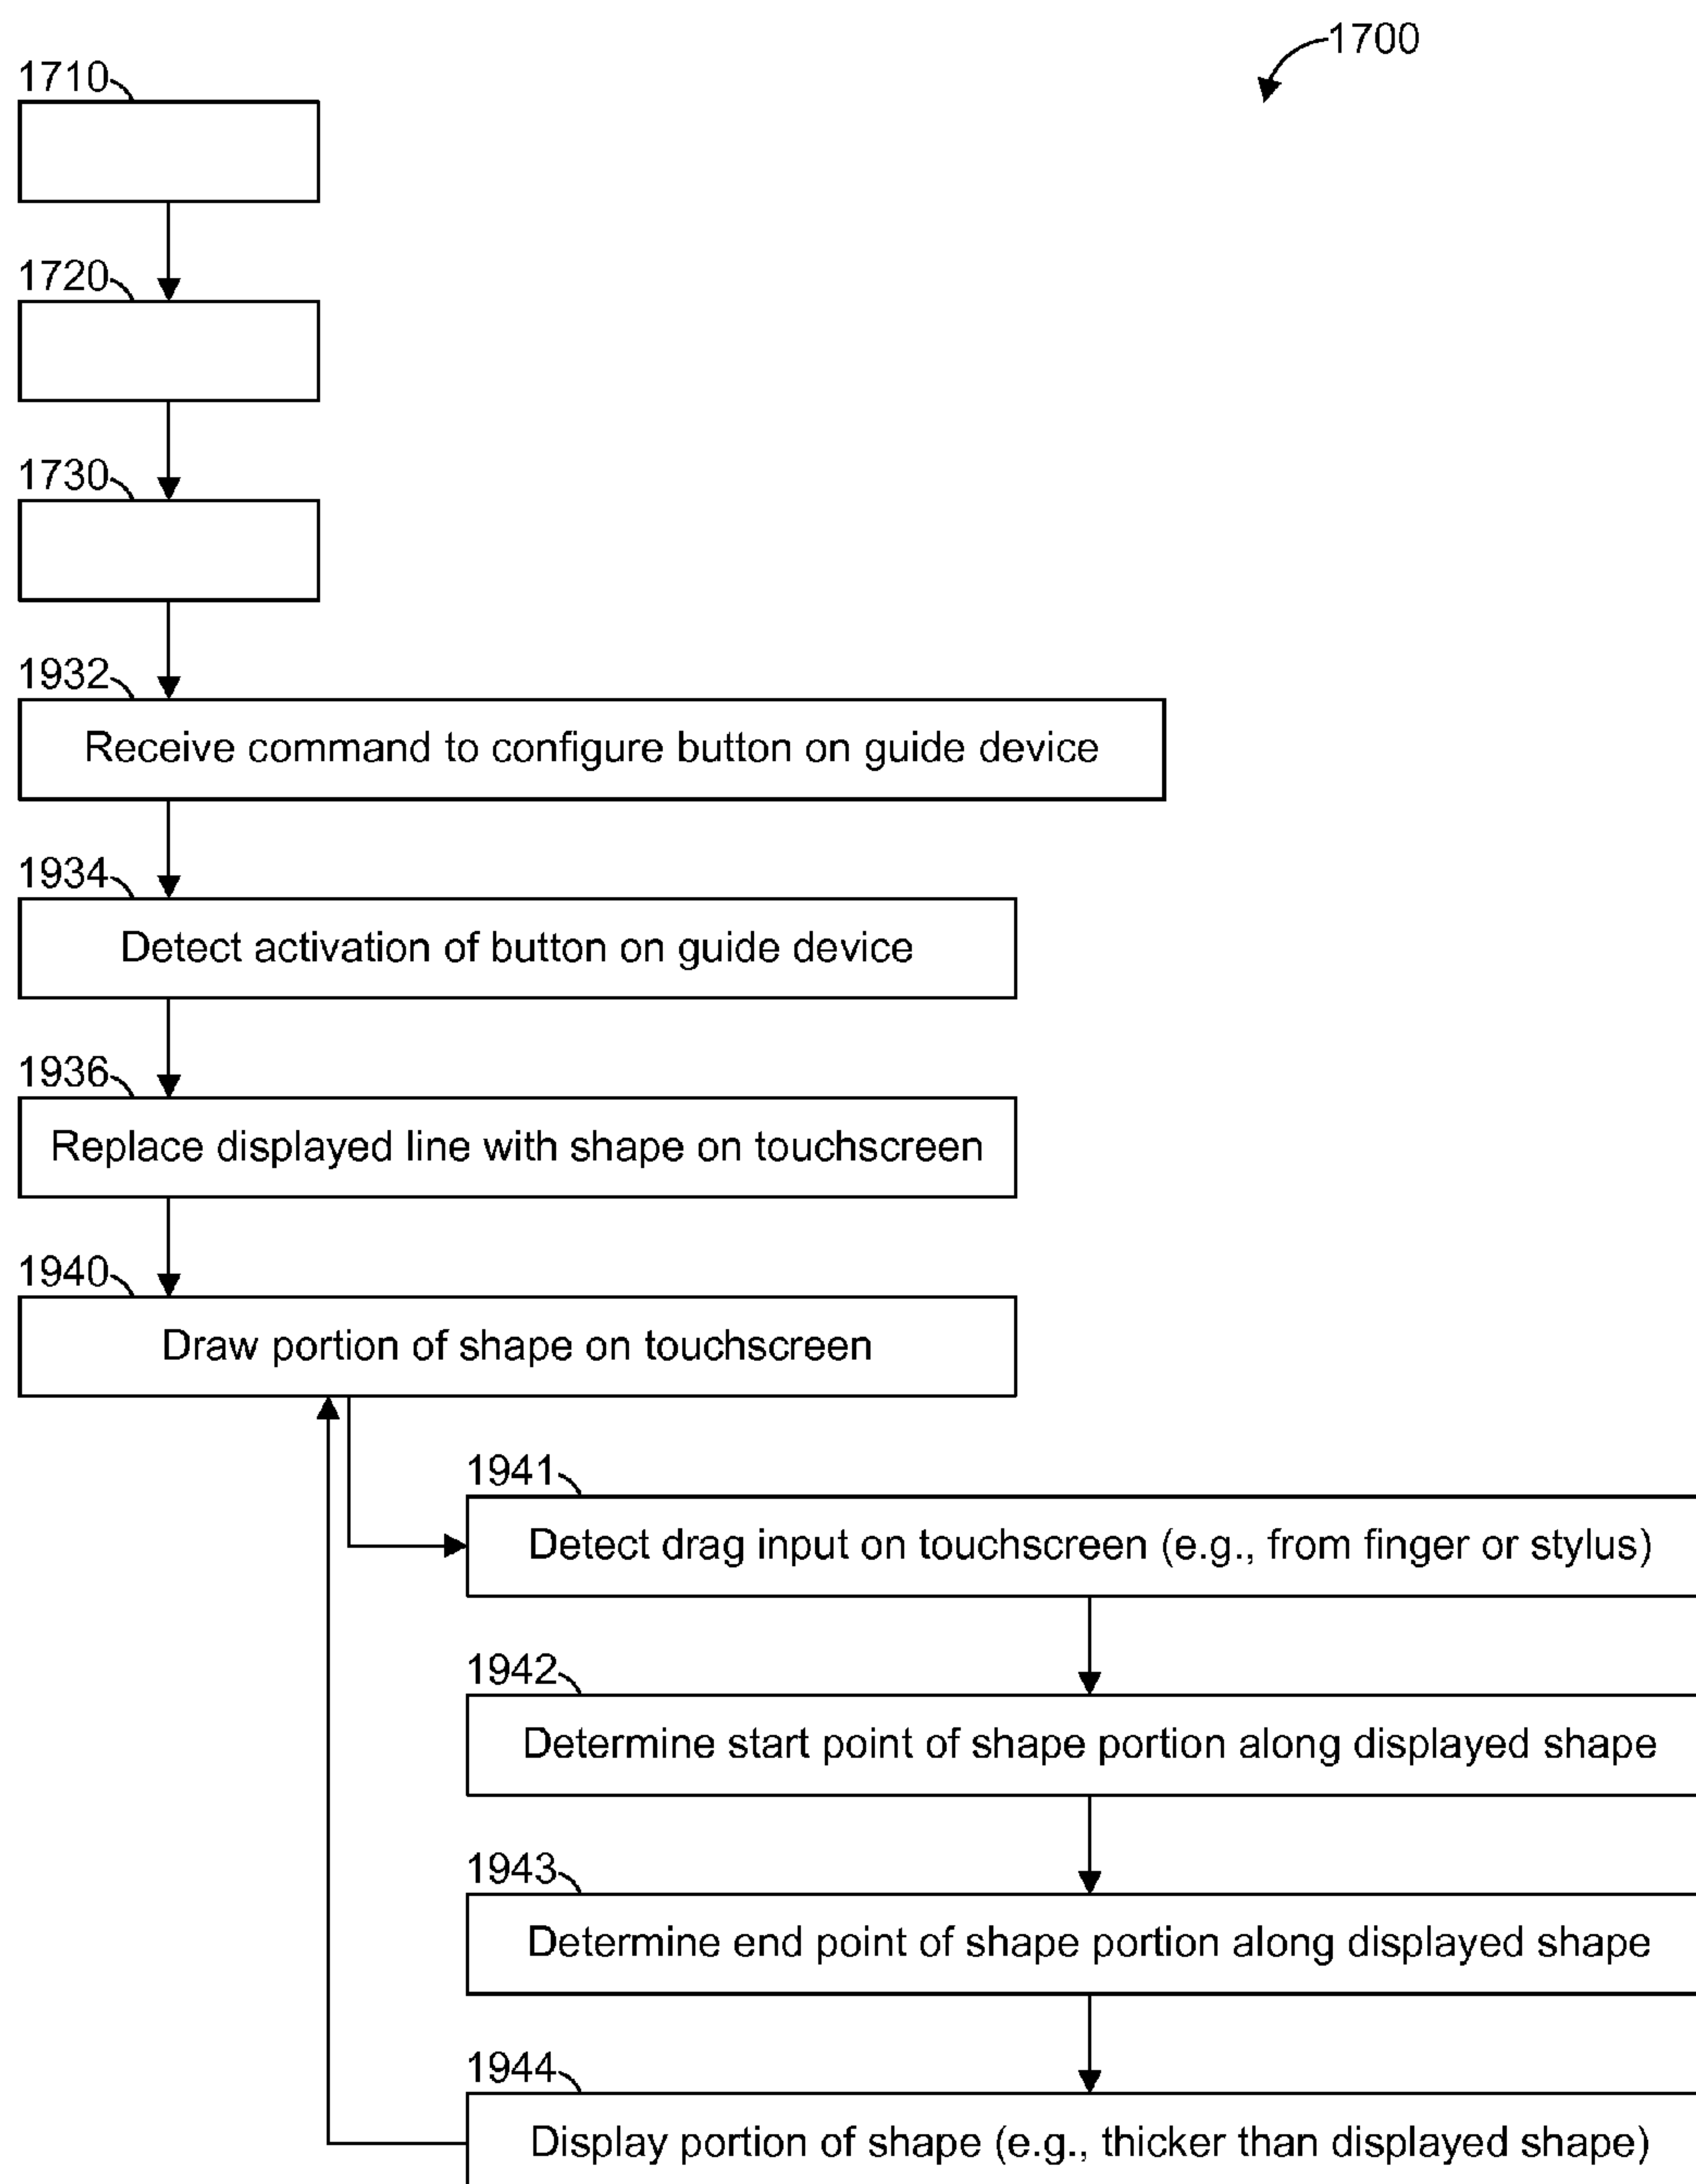 1700
1710
1720
1730
1932
Receive command to configure button on guide device
1934
Detect activation of button on guide device
1936
Replace displayed line with shape on touchscreen
1940
Draw portion of shape on touchscreen
1941
Detect drag input on touchscreen (e.g., from finger or stylus)
1942
Determine start point of shape portion along displayed shape
1943
Determine end point of shape portion along displayed shape
1944
Display portion of shape (e.g., thicker than displayed shape)